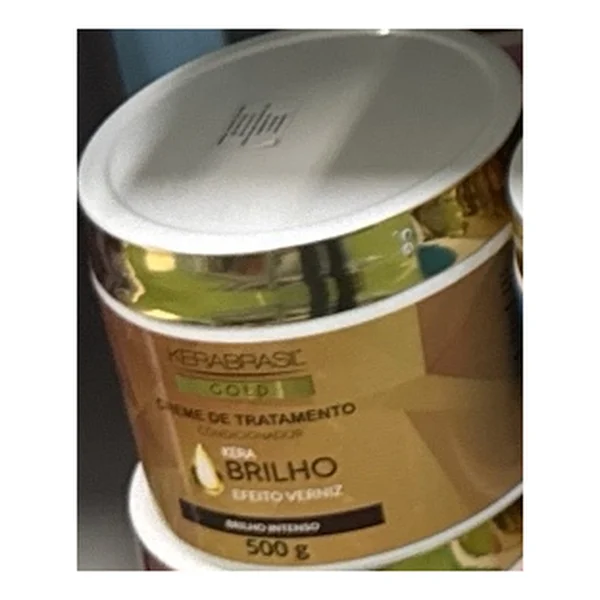 KERABRASIL
GOLD
CREME DE TRATAMENTO
CONDICIONADOR
KERA
BRILHO
EFEITO VERNIZ
BRILHO INTENSO
500 g